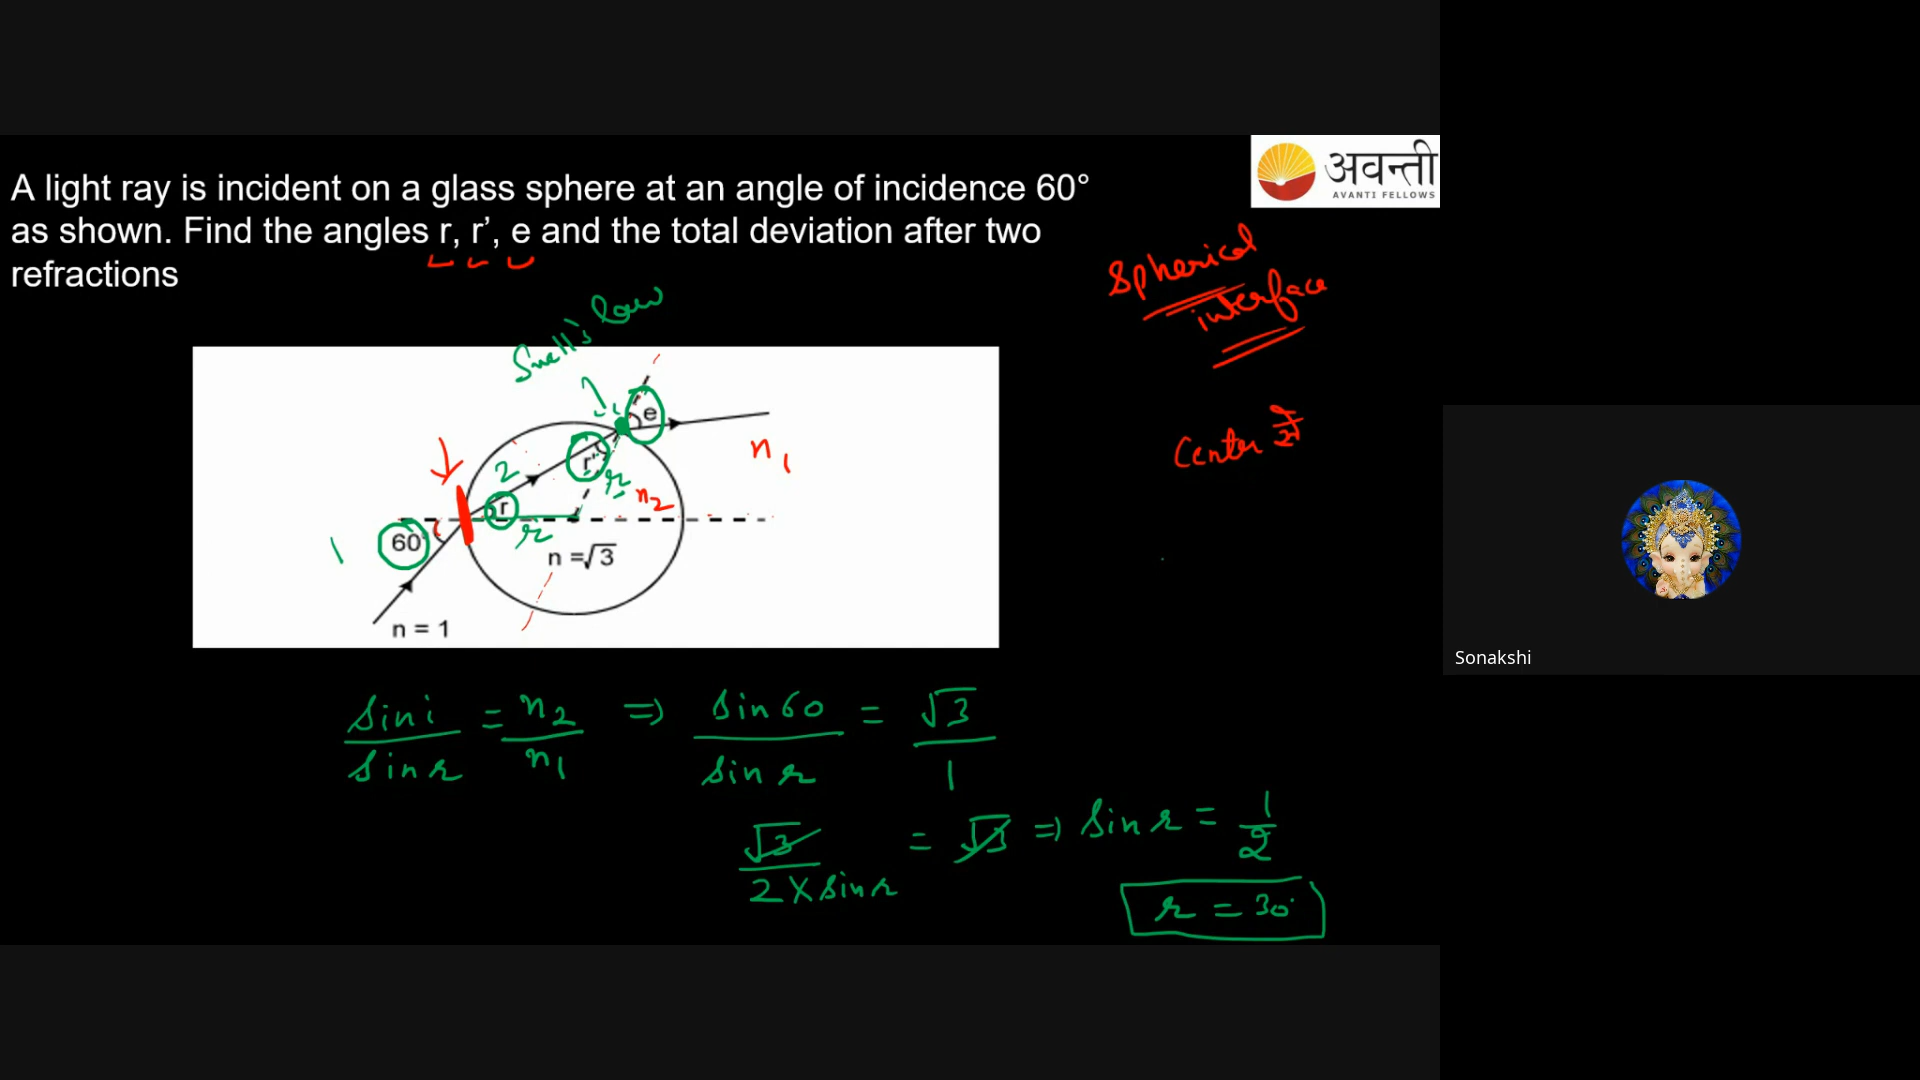 अवन्ती
AVANTI FELLOWS
A light ray is incident on a glass sphere at an angle of incidence 60°
as shown. Find the angles r, r’, e and the total deviation after two
refractions
Spherical
interface
Snell's law
Center से
e
n1
2
r'
r
n2
r
60°
r
1
n =√3
n = 1
Sonakshi
sin i / sin r = n2 / n1 ⇒ sin 60 / sin r = √3 / 1
√3 / 2 × sin r = √3 ⇒ sin r = 1 / 2
r = 30°